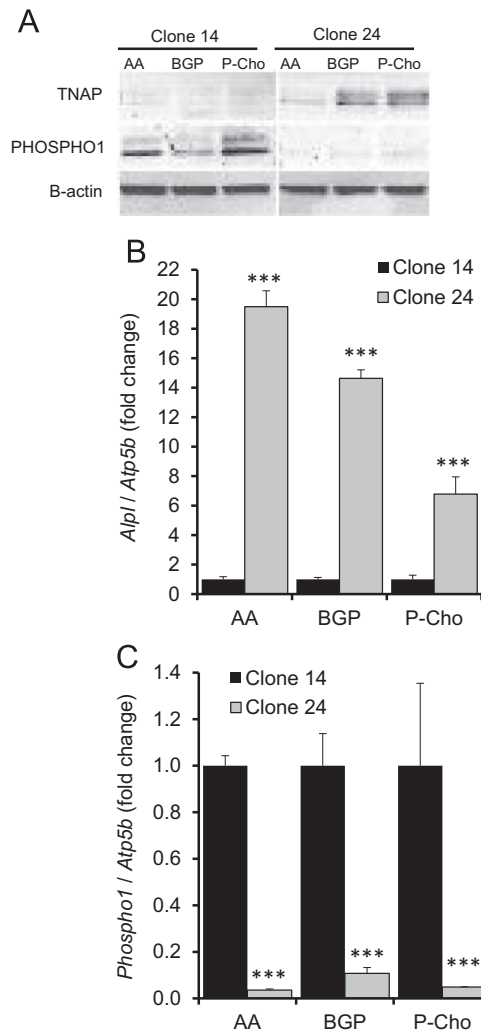 A
Clone 14 Clone 24
AA BGP P-Cho AA BGP P-Cho
TNAP
PHOSPHO1
B-actin
B
22
20
18
16
14
12
10
8
6
4
2
0
Alpl / Atp5b (fold change)
Clone 14
Clone 24
***
***
***
AA BGP P-Cho
C
1.4
1.2
1.0
0.8
0.6
0.4
0.2
0.0
Phospho1 / Atp5b (fold change)
Clone 14
Clone 24
***
***
***
AA BGP P-Cho